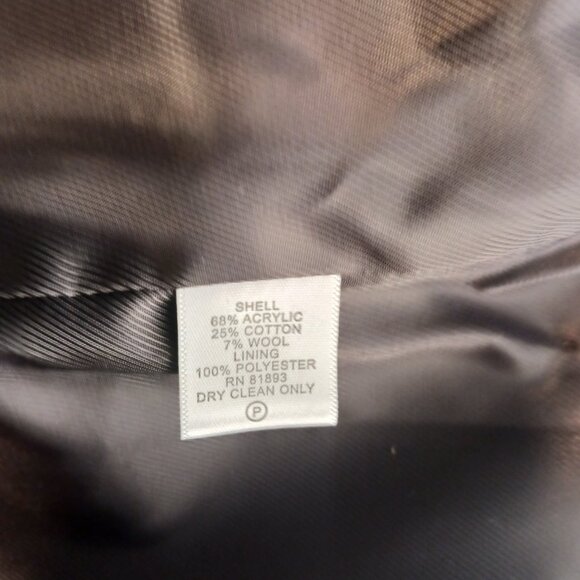 SHELL
68% ACRYLIC
25% COTTON
7% WOOL
LINING
100% POLYESTER
RN 81893
DRY CLEAN ONLY
P